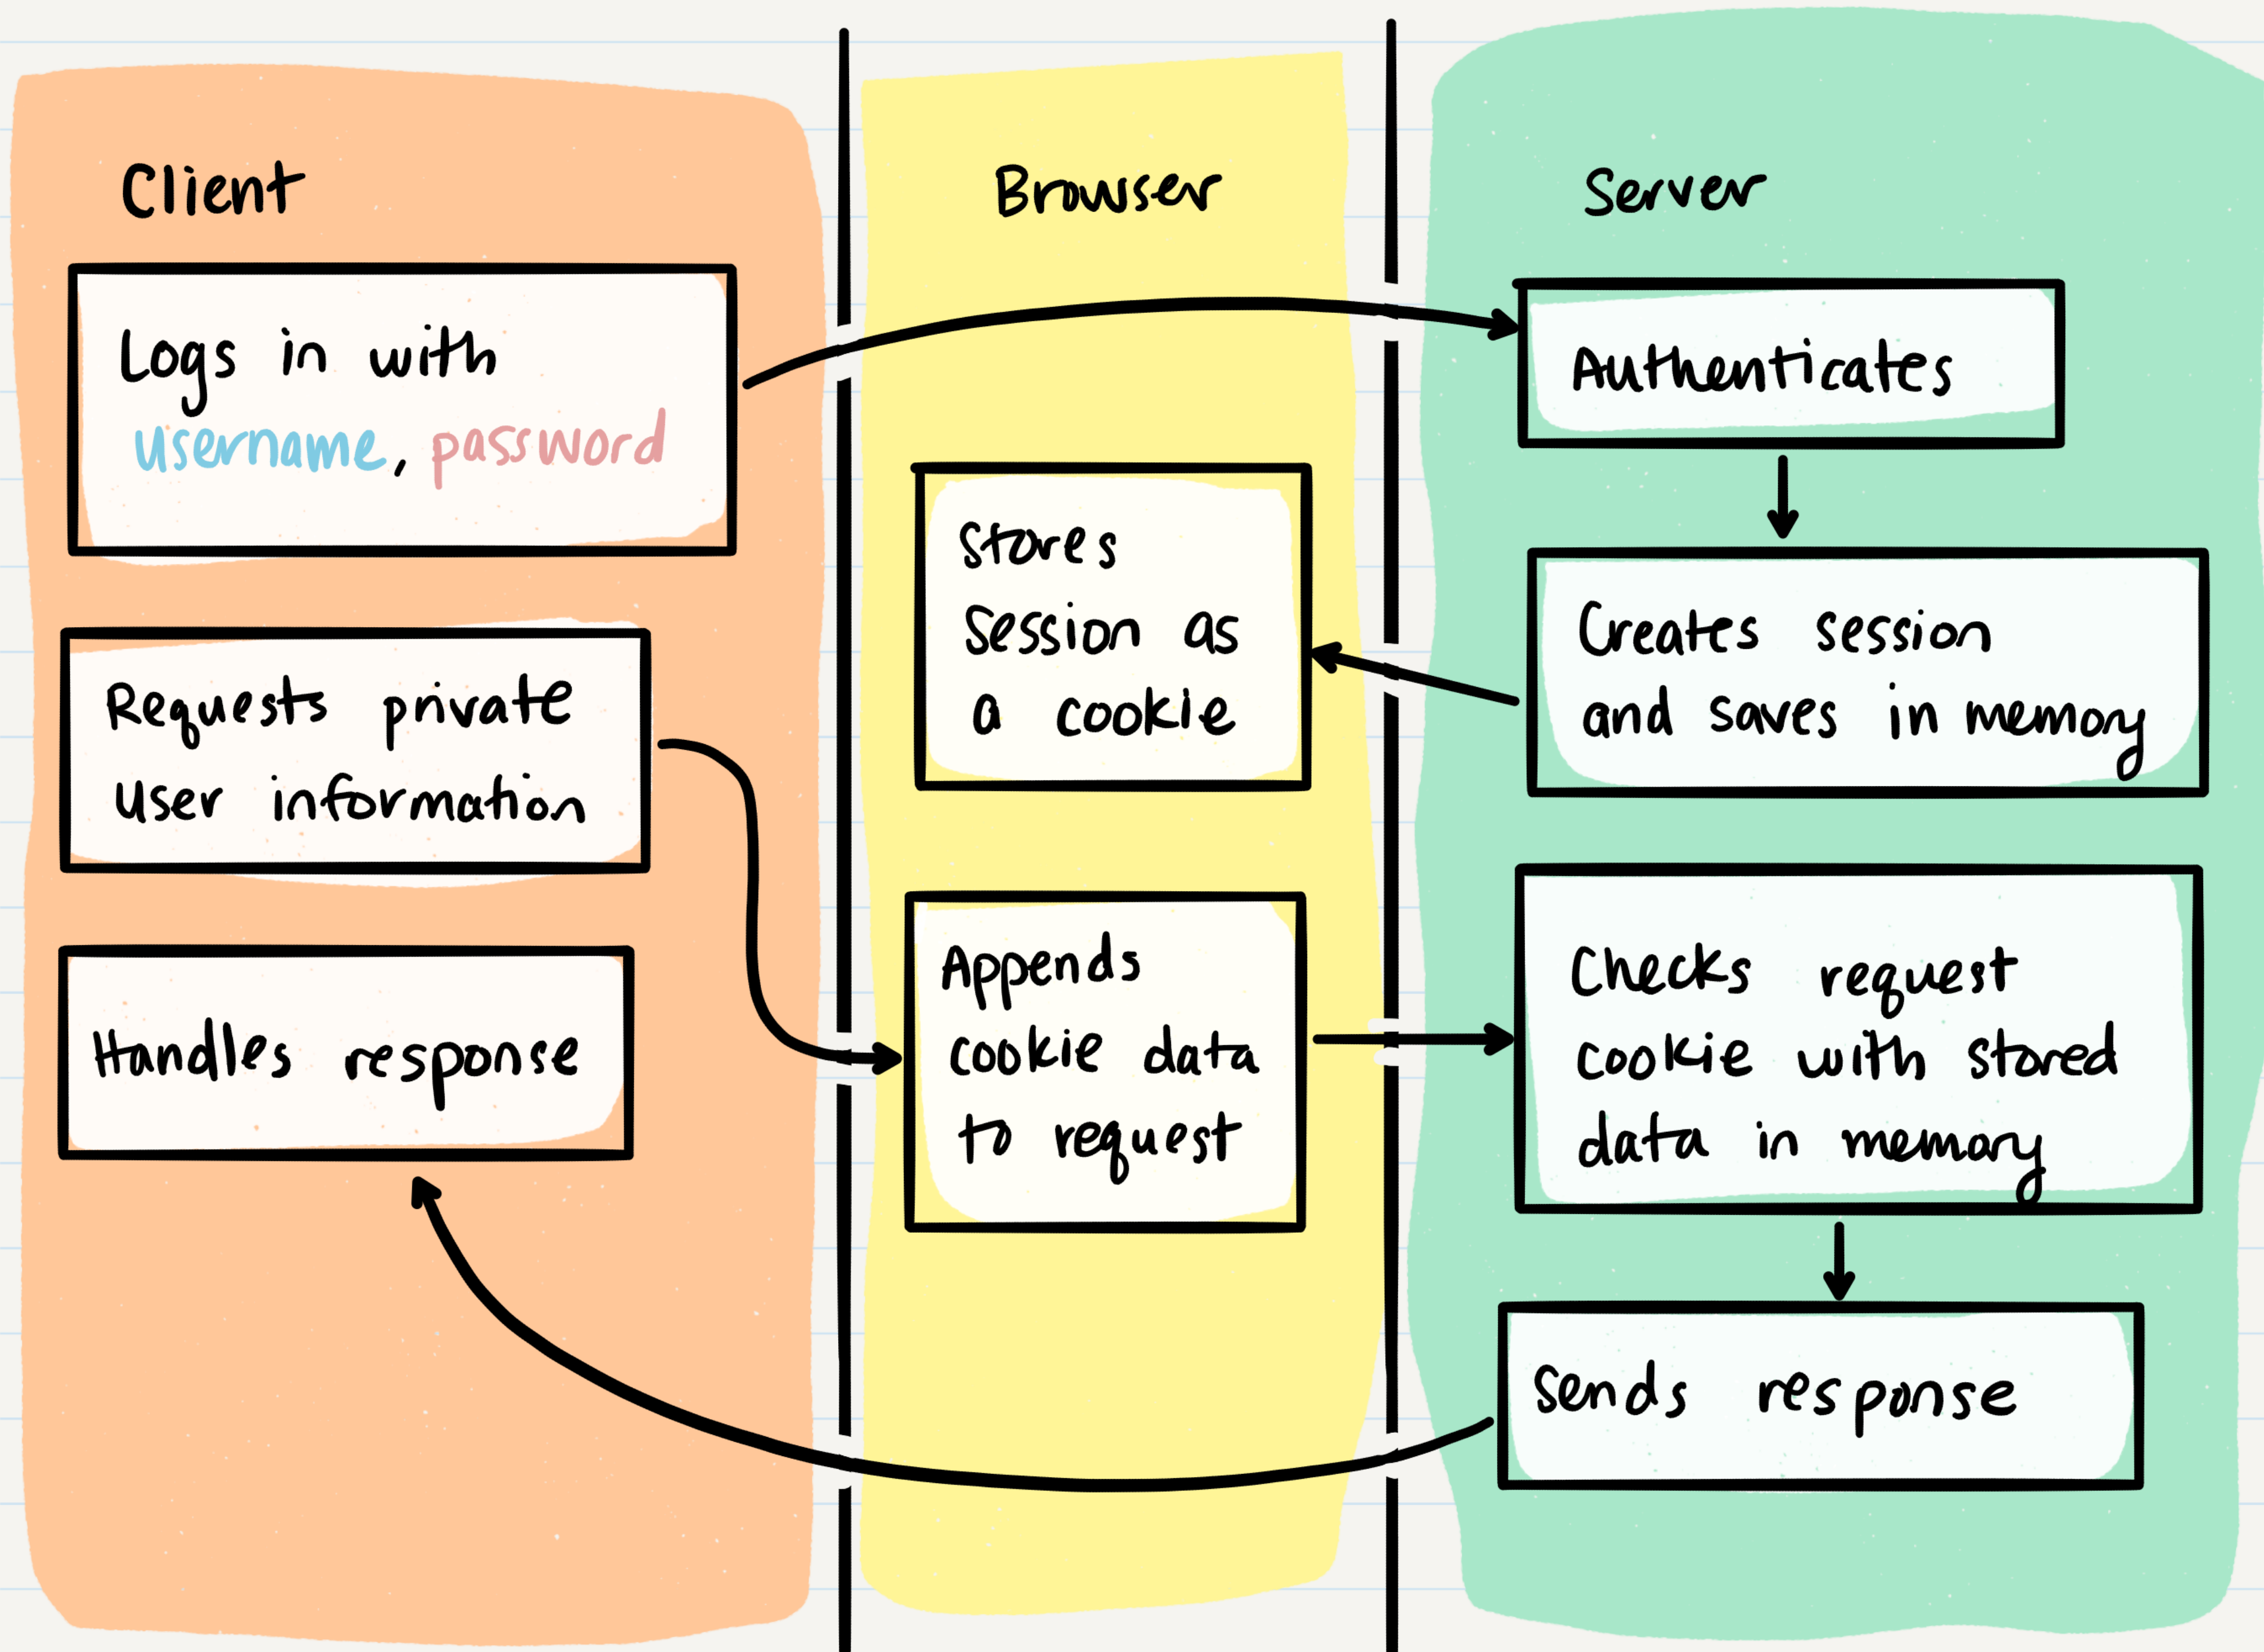 Client
Logs in with
username, password
Requests private
user information
Handles response
Browser
Stores
Session as
a cookie
Appends
cookie data
to request
Server
Authenticates
Creates session
and saves in memory
Checks request
cookie with stored
data in memory
Sends response